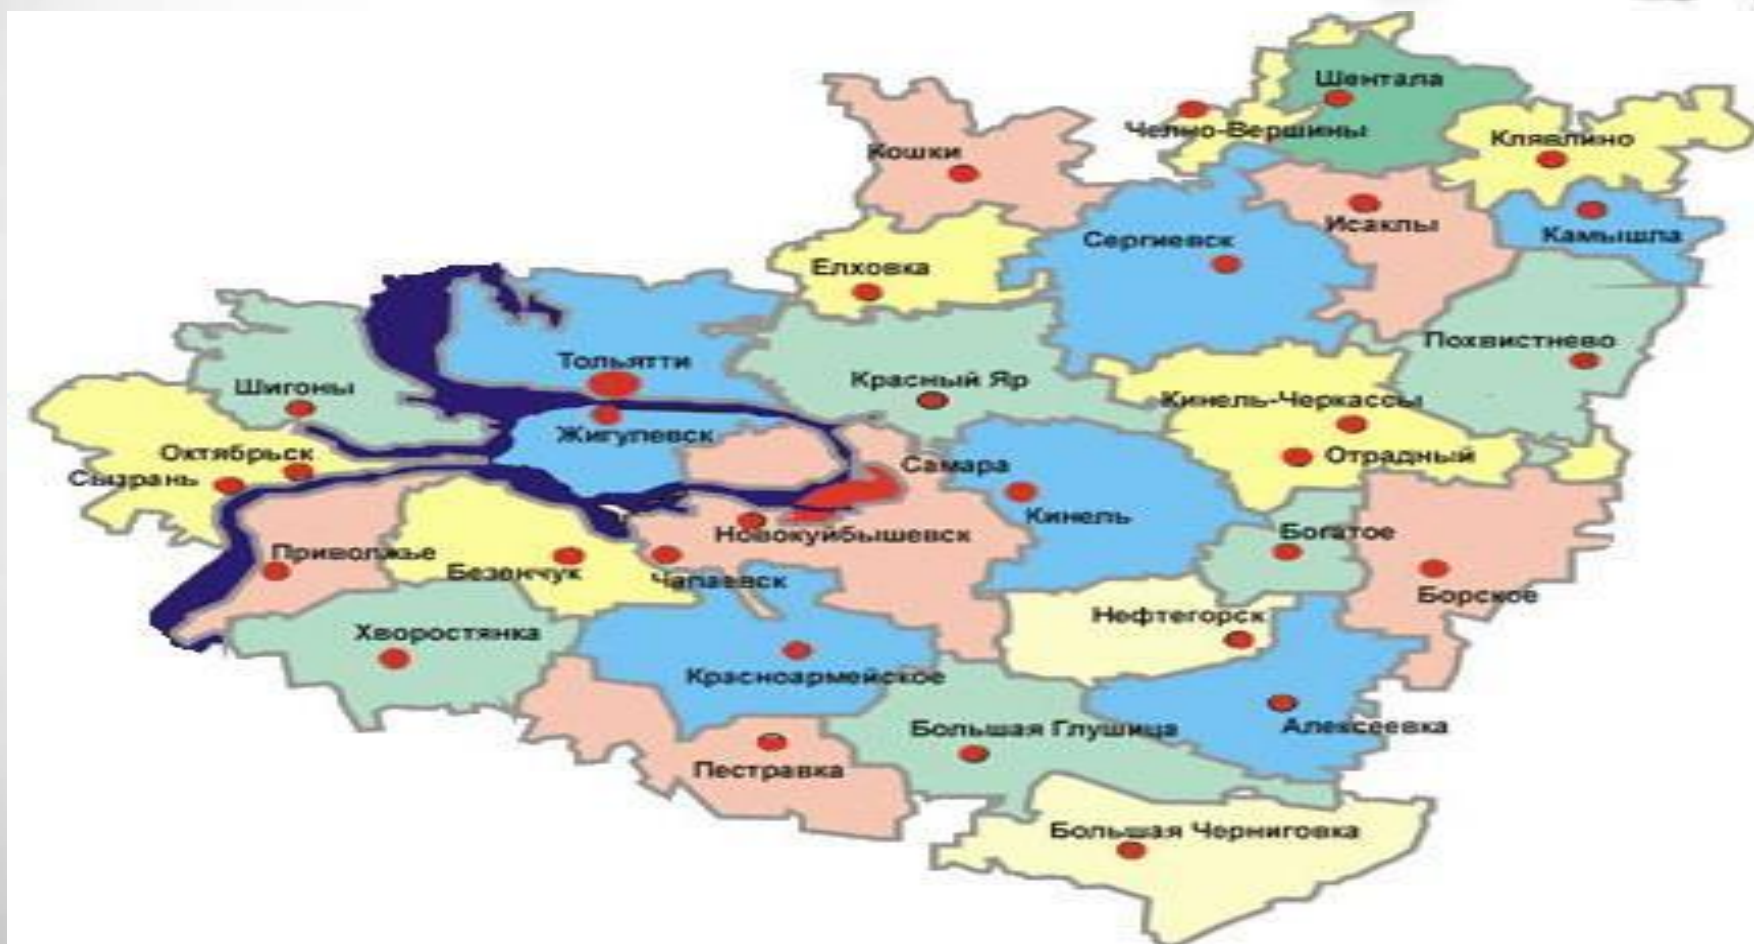 Шентала
Челно-Вершины
Клявлино
Кошки
Исаклы
Камышла
Сергиевск
Елховка
Похвистнево
Тольятти
Красный Яр
Шигоны
Кинель-Черкассы
Жигулевск
Октябрьск
Отрадный
Самара
Сызрань
Кинель
Новокуйбышевск
Богатое
Приволжье
Безенчук
Чапаевск
Борское
Нефтегорск
Хворостянка
Красноармейское
Алексеевка
Большая Глушица
Пестравка
Большая Черниговка